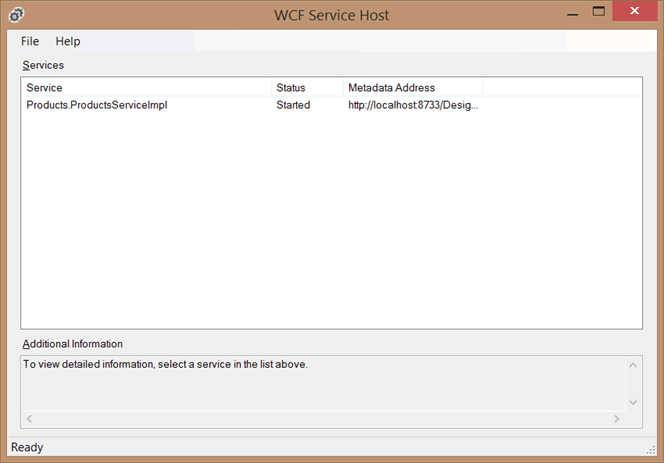 WCF Service Host
File Help
Services
Service Status Metadata Address
Products.ProductsServiceImpl Started http://localhost:8733/Desig...
Additional Information
To view detailed information, select a service in the list above.
Ready